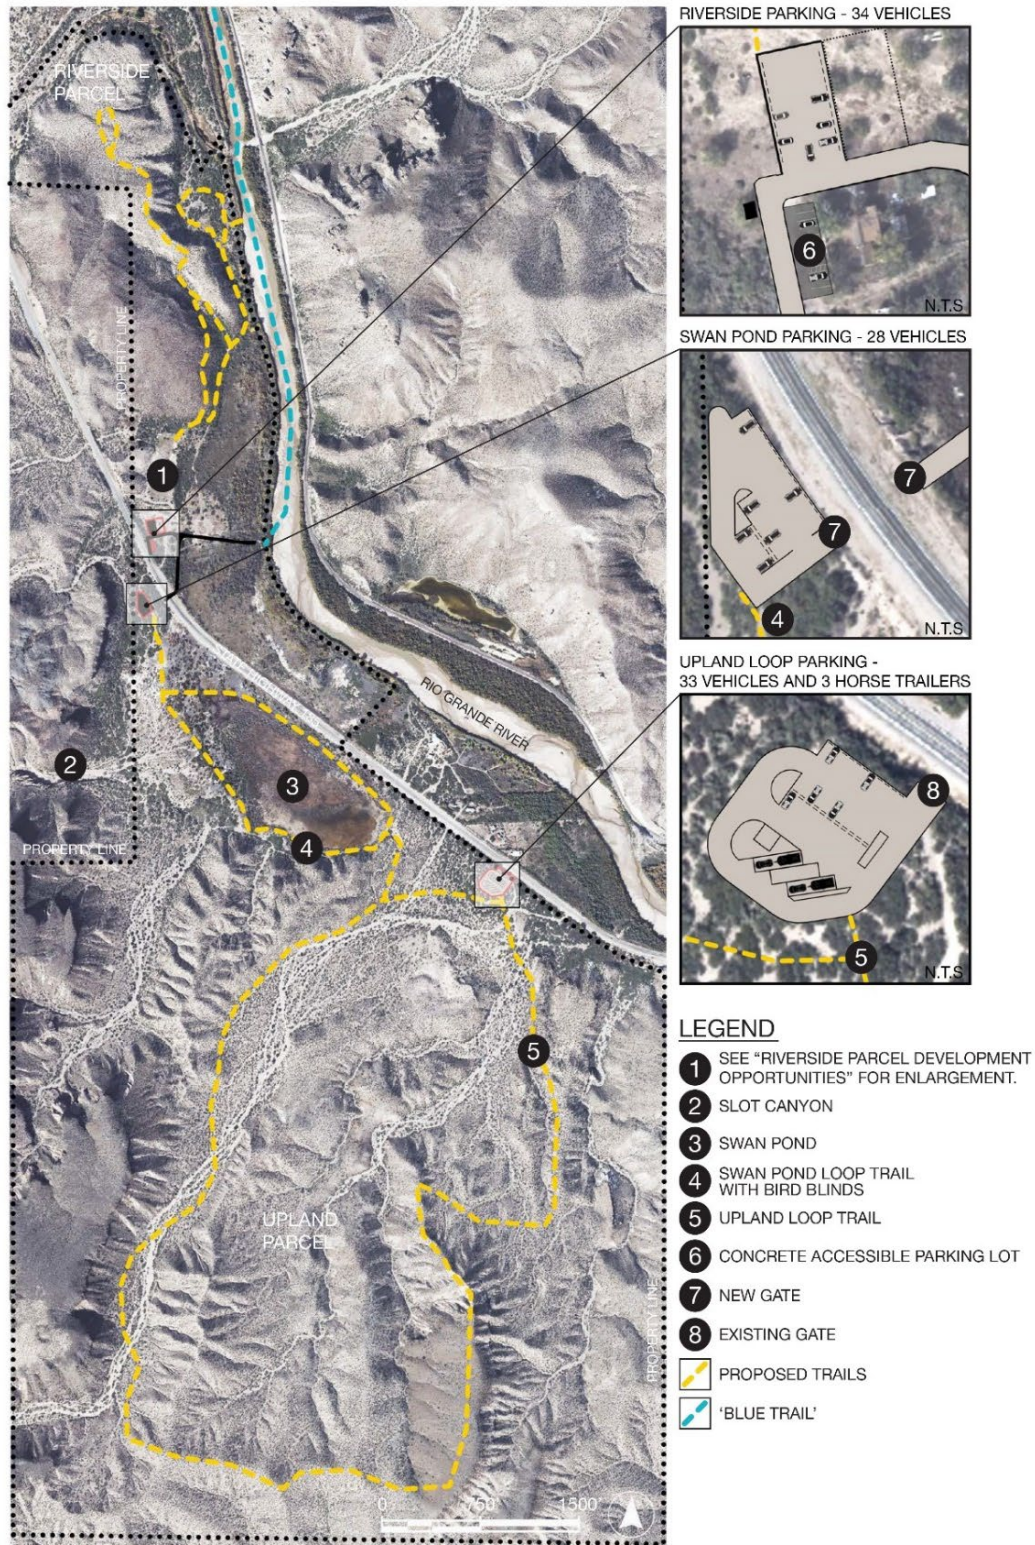 RIVERSIDE PARKING - 34 VEHICLES
6
N.T.S
SWAN POND PARKING - 28 VEHICLES
7
7
4
N.T.S
UPLAND LOOP PARKING -
33 VEHICLES AND 3 HORSE TRAILERS
8
5
N.T.S
RIVERSIDE
PARCEL
PROPERTY LINE
1
2
PROPERTY LINE
3
4
RIO GRANDE RIVER
5
UPLAND
PARCEL
PROPERTY LINE
0
750'
1500'
LEGEND
1 SEE “RIVERSIDE PARCEL DEVELOPMENT
OPPORTUNITIES” FOR ENLARGEMENT.
2 SLOT CANYON
3 SWAN POND
4 SWAN POND LOOP TRAIL
WITH BIRD BLINDS
5 UPLAND LOOP TRAIL
6 CONCRETE ACCESSIBLE PARKING LOT
7 NEW GATE
8 EXISTING GATE
PROPOSED TRAILS
‘BLUE TRAIL’